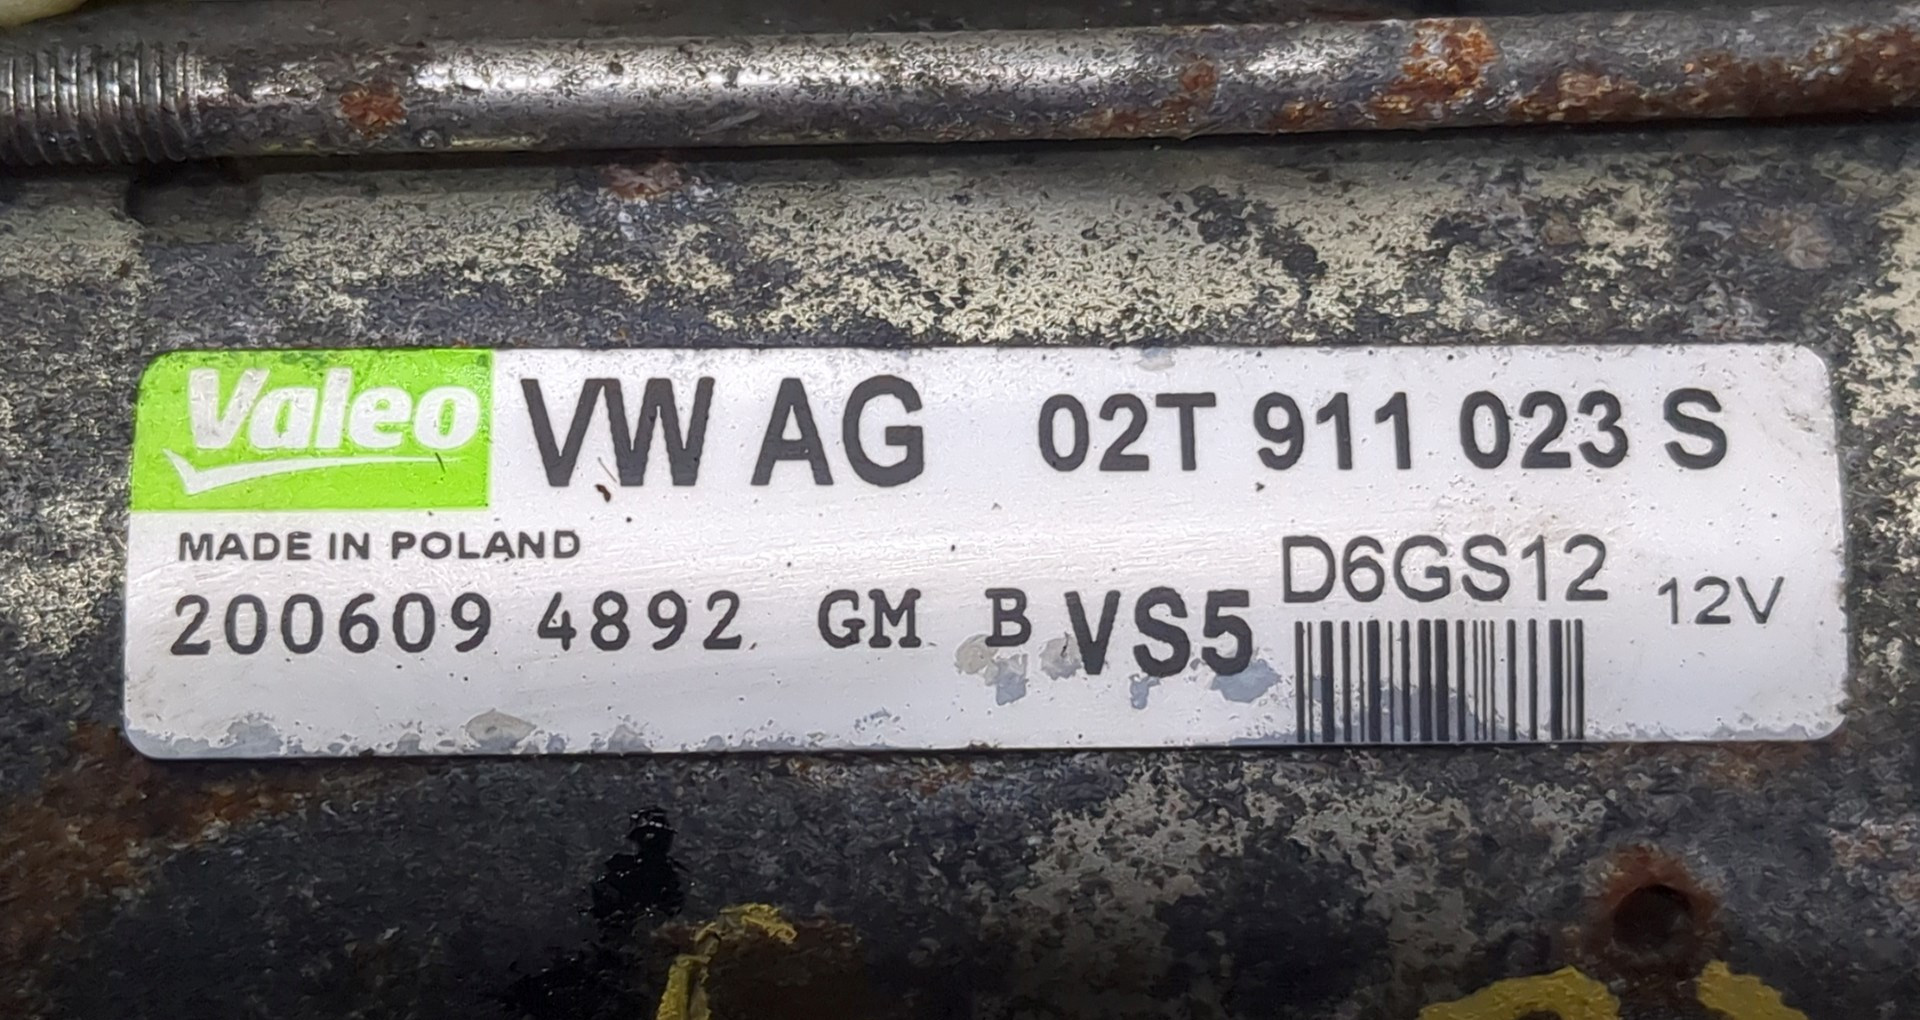 Valeo VW AG 02T 911 023 S
MADE IN POLAND
D6GS12 12V
200609 4892 GM B VS5